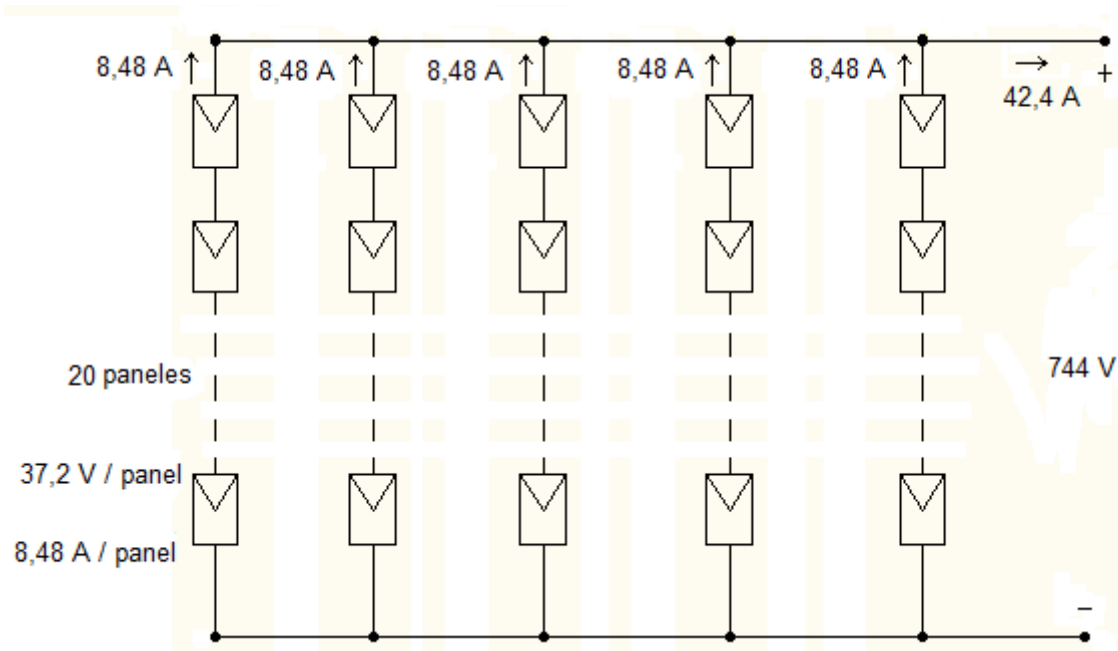 8,48 A
8,48 A
8,48 A
8,48 A
8,48 A
+
42,4 A
20 paneles
744 V
37,2 V / panel
8,48 A / panel
–